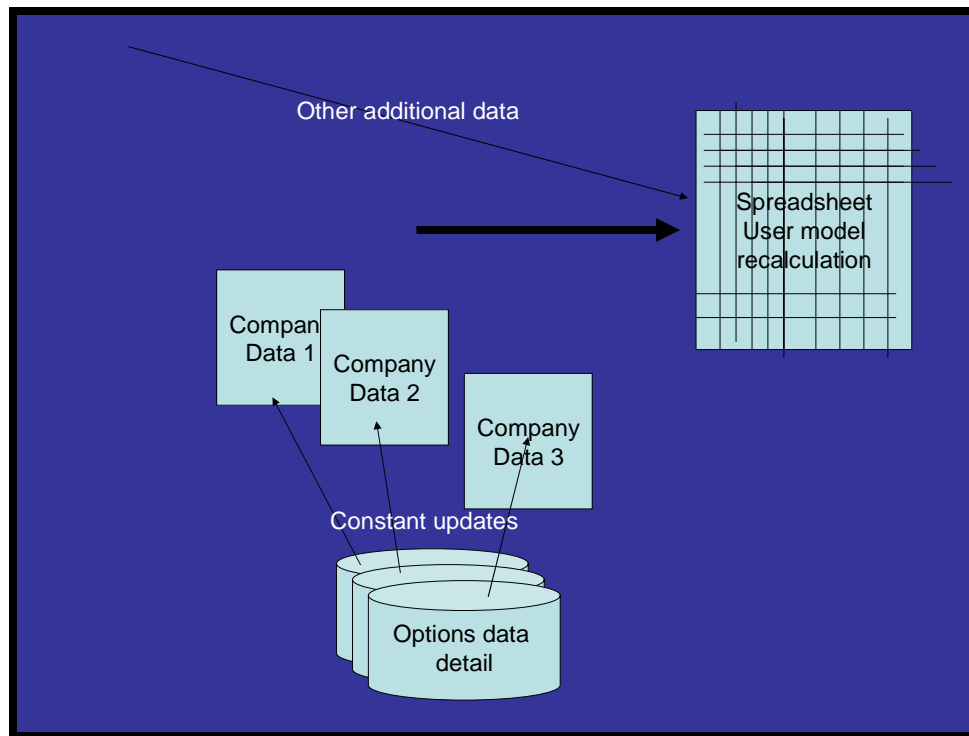 Other additional data
Spreadsheet
User model
recalculation
Company
Data 1
Company
Data 2
Company
Data 3
Constant updates
Options data
detail